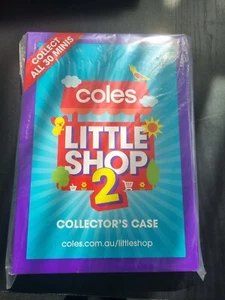 COLLECT
ALL 30 MINIS
coles
LITTLE
SHOP
2
COLLECTOR'S CASE
coles.com.au/littleshop